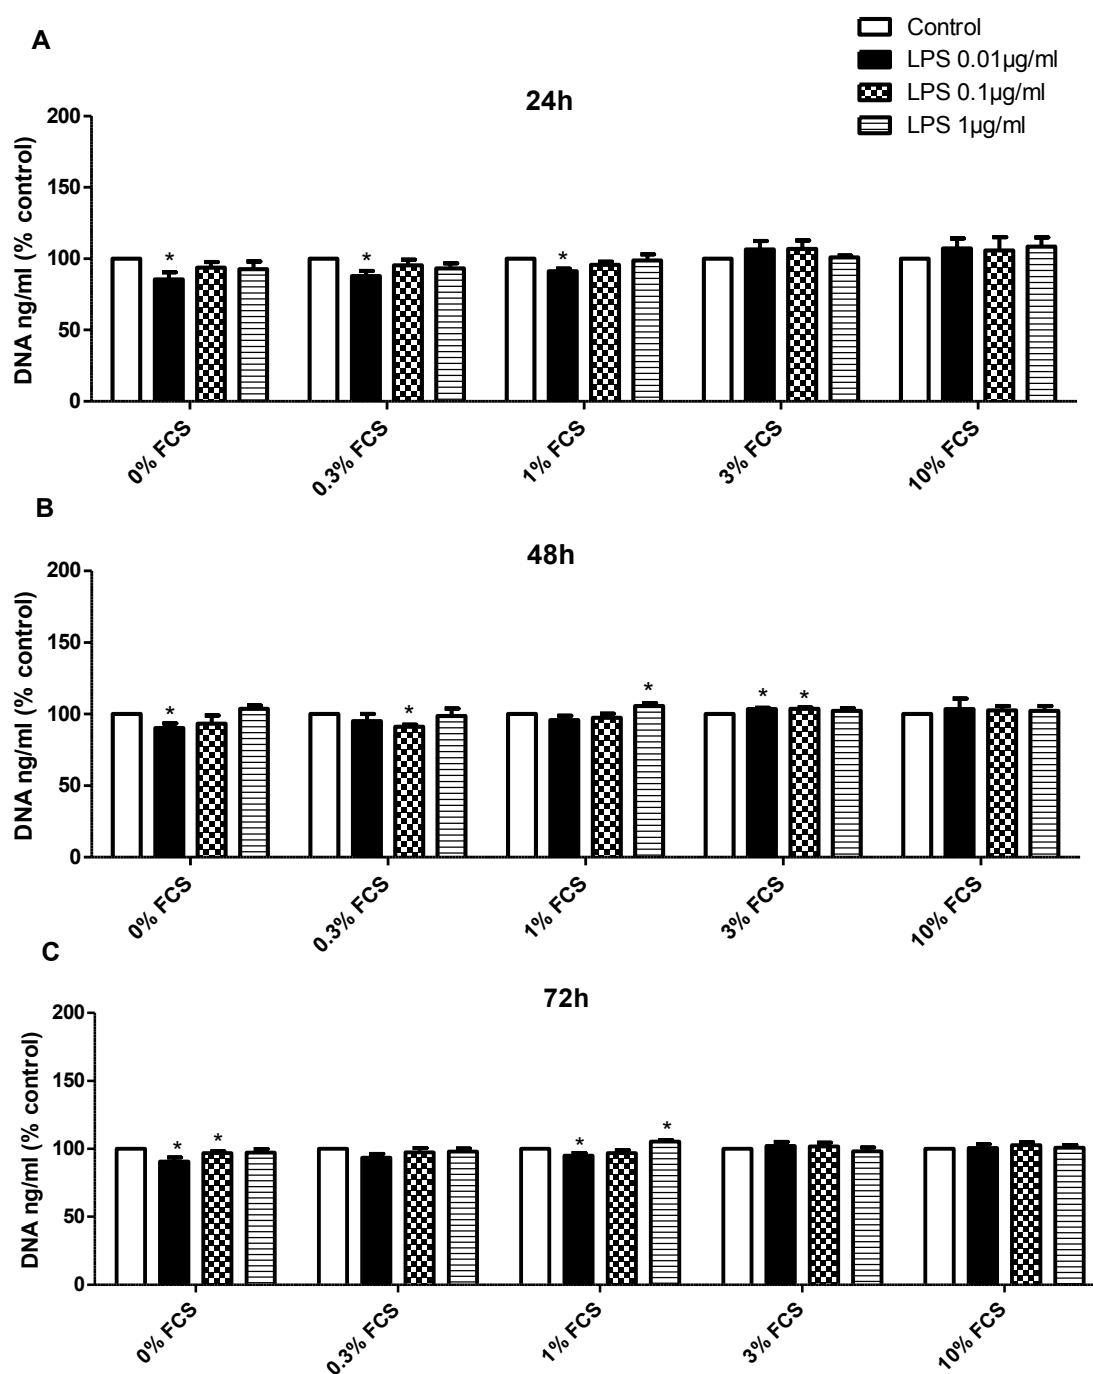 A
Control
LPS 0.01µg/ml
LPS 0.1µg/ml
LPS 1µg/ml
24h
DNA ng/ml (% control)
200
150
100
50
0
*
*
*
0% FCS
0.3% FCS
1% FCS
3% FCS
10% FCS
B
48h
DNA ng/ml (% control)
200
150
100
50
0
*
*
*
*
*
0% FCS
0.3% FCS
1% FCS
3% FCS
10% FCS
C
72h
DNA ng/ml (% control)
200
150
100
50
0
*
*
*
*
0% FCS
0.3% FCS
1% FCS
3% FCS
10% FCS